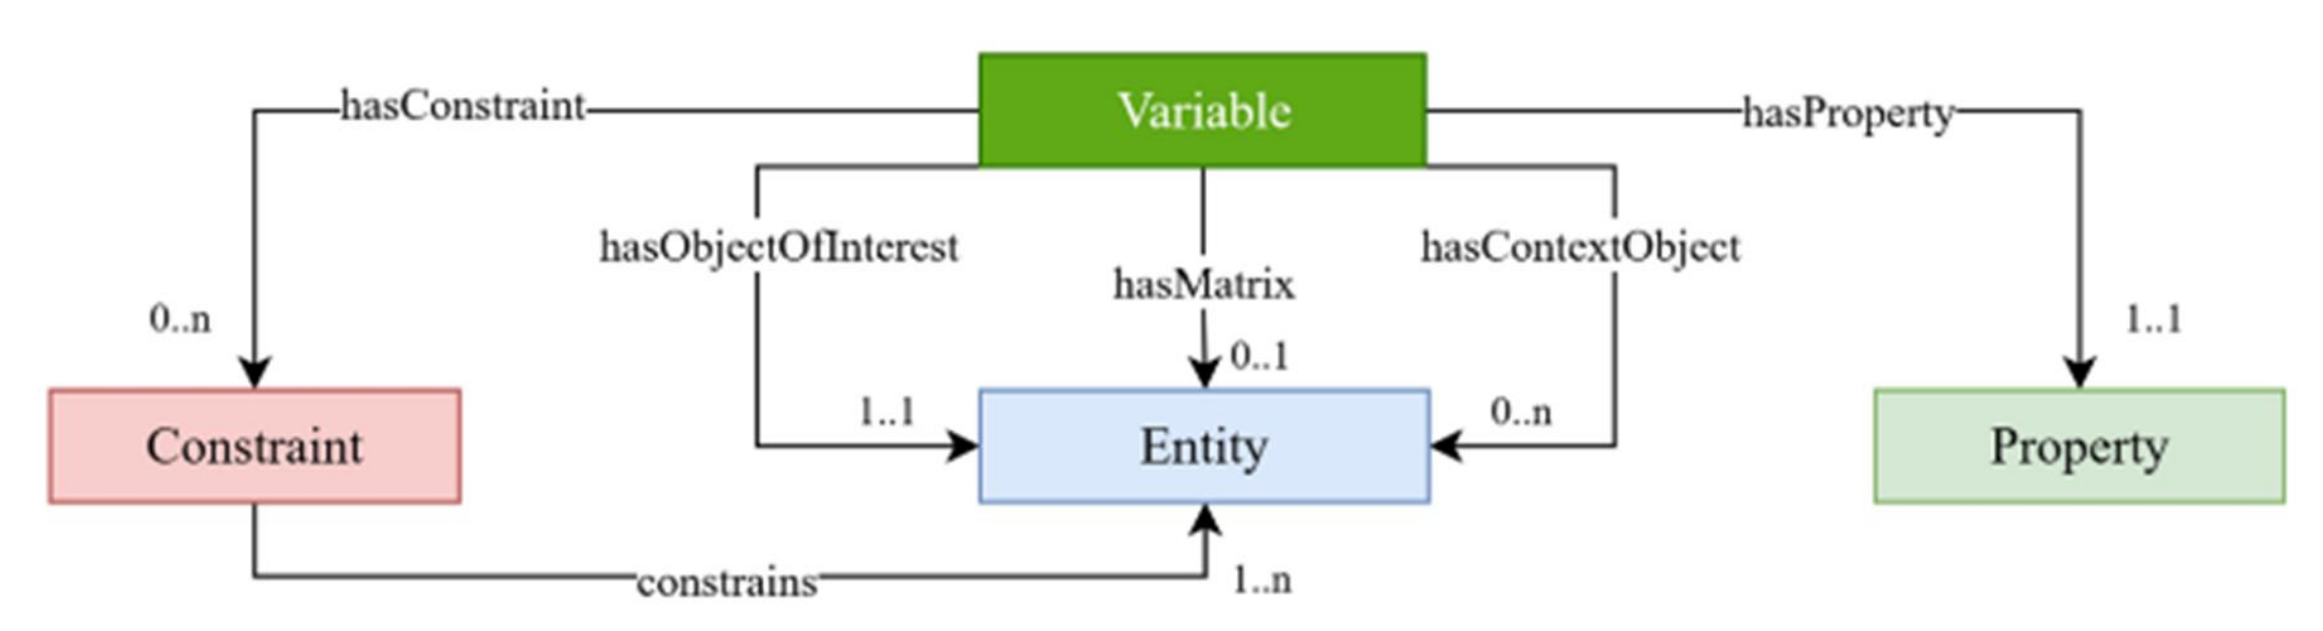 Variable
hasConstraint
hasProperty
hasObjectOfInterest
hasContextObject
hasMatrix
0..n
1..1
0..1
1..1
0..n
Constraint
Entity
Property
constrains
1..n